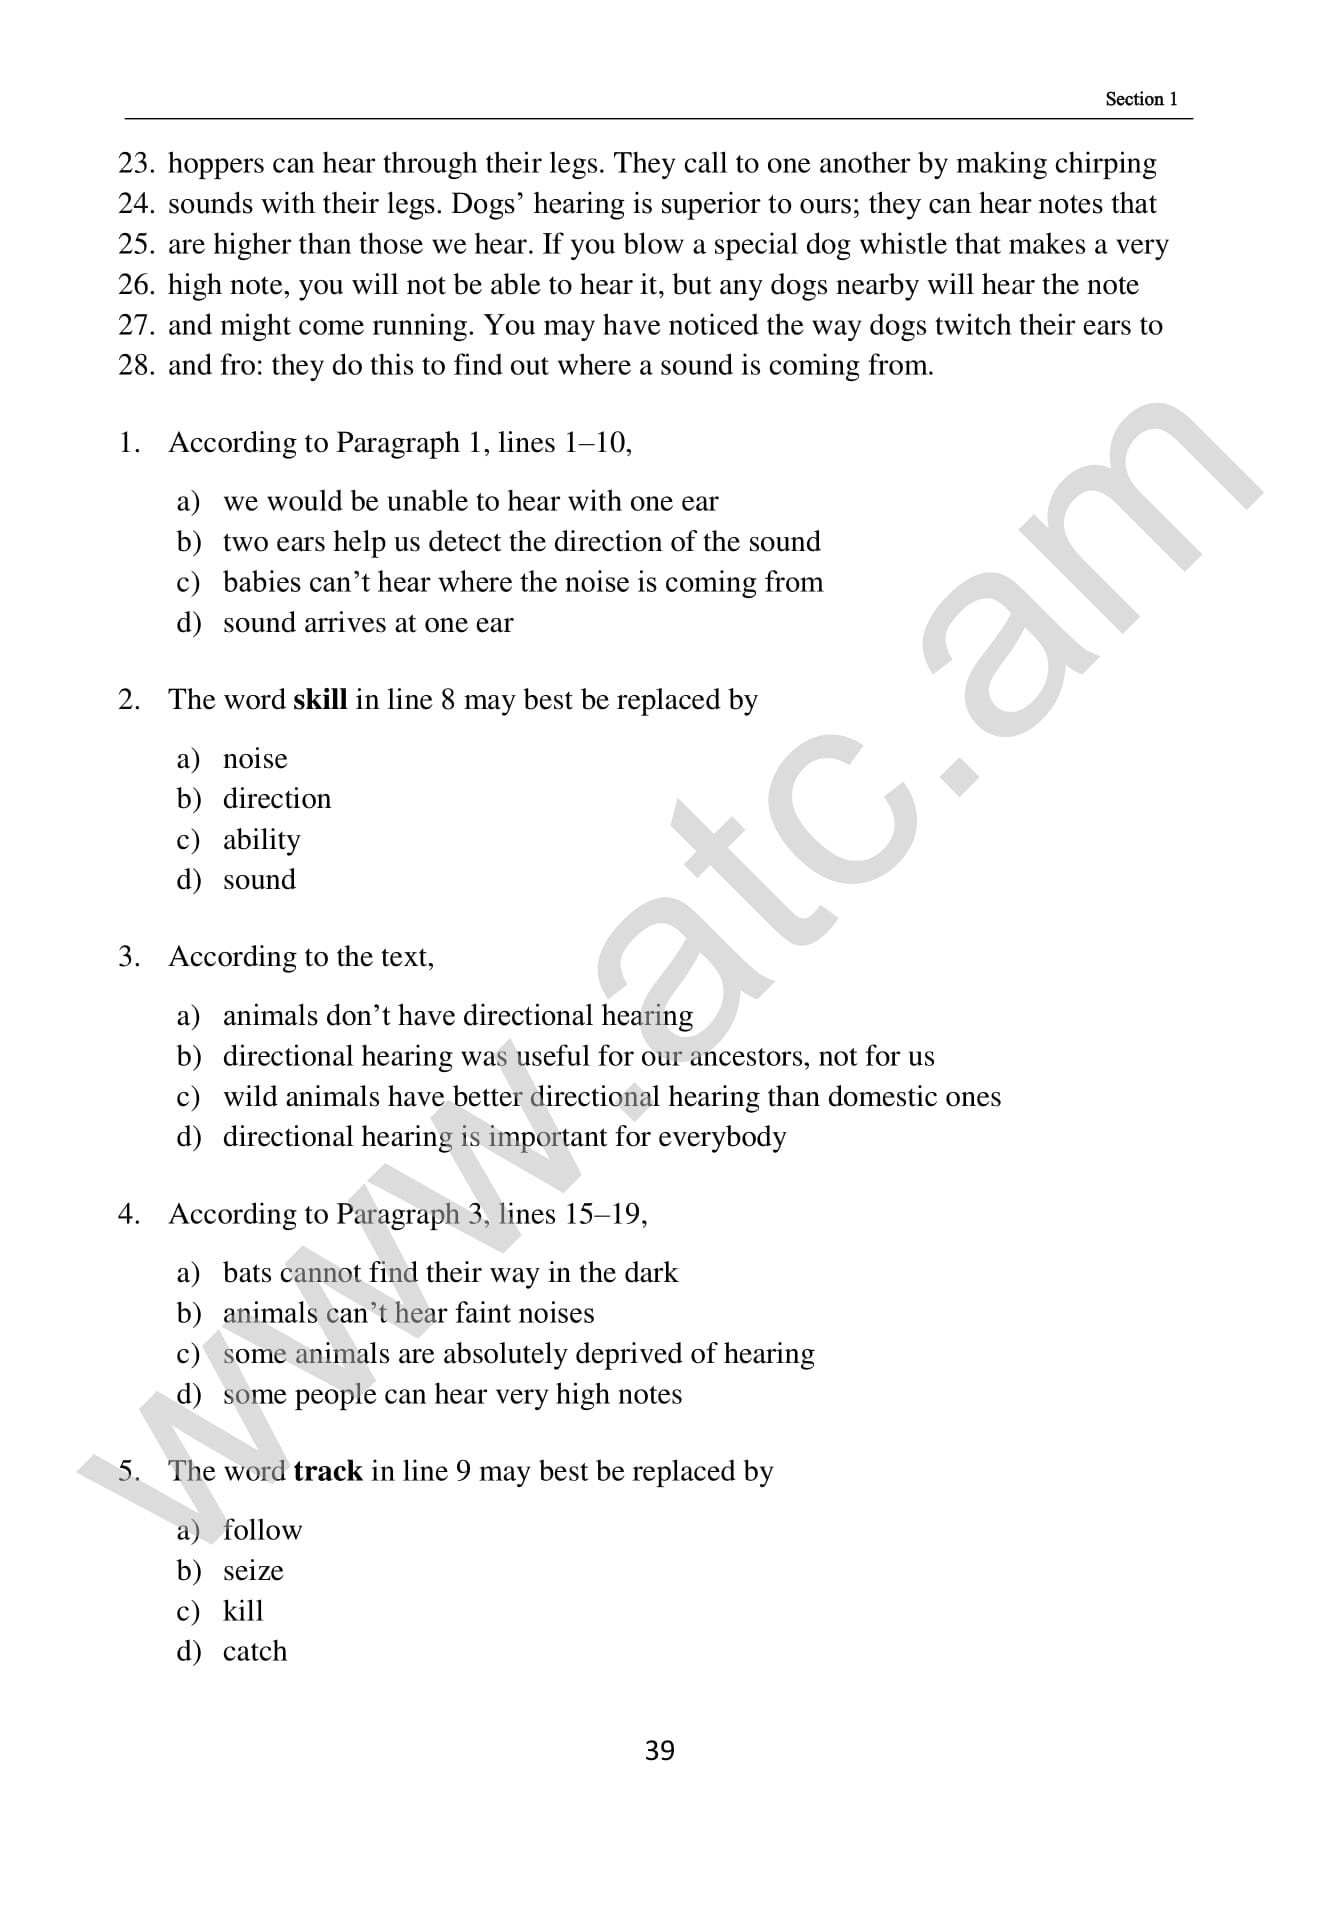 Section 1
23. hoppers can hear through their legs. They call to one another by making chirping
24. sounds with their legs. Dogs’ hearing is superior to ours; they can hear notes that
25. are higher than those we hear. If you blow a special dog whistle that makes a very
26. high note, you will not be able to hear it, but any dogs nearby will hear the note
27. and might come running. You may have noticed the way dogs twitch their ears to
28. and fro: they do this to find out where a sound is coming from.
1. According to Paragraph 1, lines 1–10,
a) we would be unable to hear with one ear
b) two ears help us detect the direction of the sound
c) babies can’t hear where the noise is coming from
d) sound arrives at one ear
2. The word skill in line 8 may best be replaced by
a) noise
b) direction
c) ability
d) sound
3. According to the text,
a) animals don’t have directional hearing
b) directional hearing was useful for our ancestors, not for us
c) wild animals have better directional hearing than domestic ones
d) directional hearing is important for everybody
4. According to Paragraph 3, lines 15–19,
a) bats cannot find their way in the dark
b) animals can’t hear faint noises
c) some animals are absolutely deprived of hearing
d) some people can hear very high notes
5. The word track in line 9 may best be replaced by
a) follow
b) seize
c) kill
d) catch
39
www.atc.am